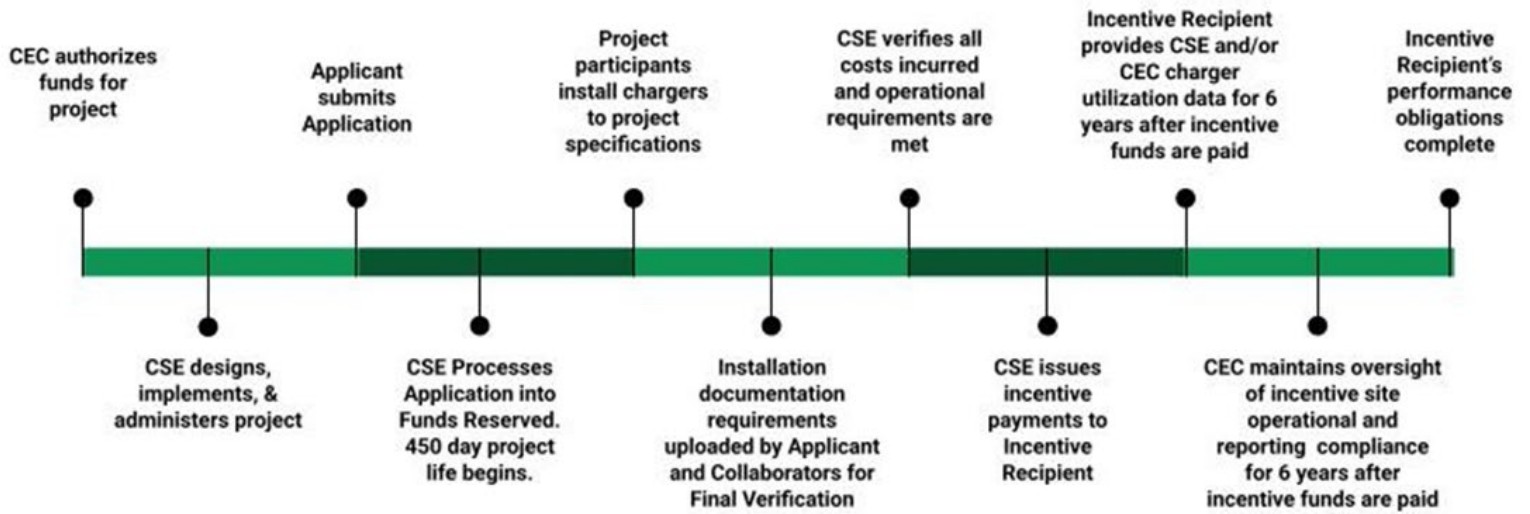 CEC authorizes
funds for
project
CSE designs,
implements, &
administers project
Applicant
submits
Application
CSE Processes
Application into
Funds Reserved.
450 day project
life begins.
Project
participants
install chargers
to project
specifications
Installation
documentation
requirements
uploaded by Applicant
and Collaborators for
Final Verification
CSE verifies all
costs incurred
and operational
requirements are
met
CSE issues
incentive
payments to
Incentive
Recipient
Incentive Recipient
provides CSE and/or
CEC charger
utilization data for 6
years after incentive
funds are paid
CEC maintains oversight
of incentive site
operational and
reporting compliance
for 6 years after
incentive funds are paid
Incentive
Recipient's
performance
obligations
complete